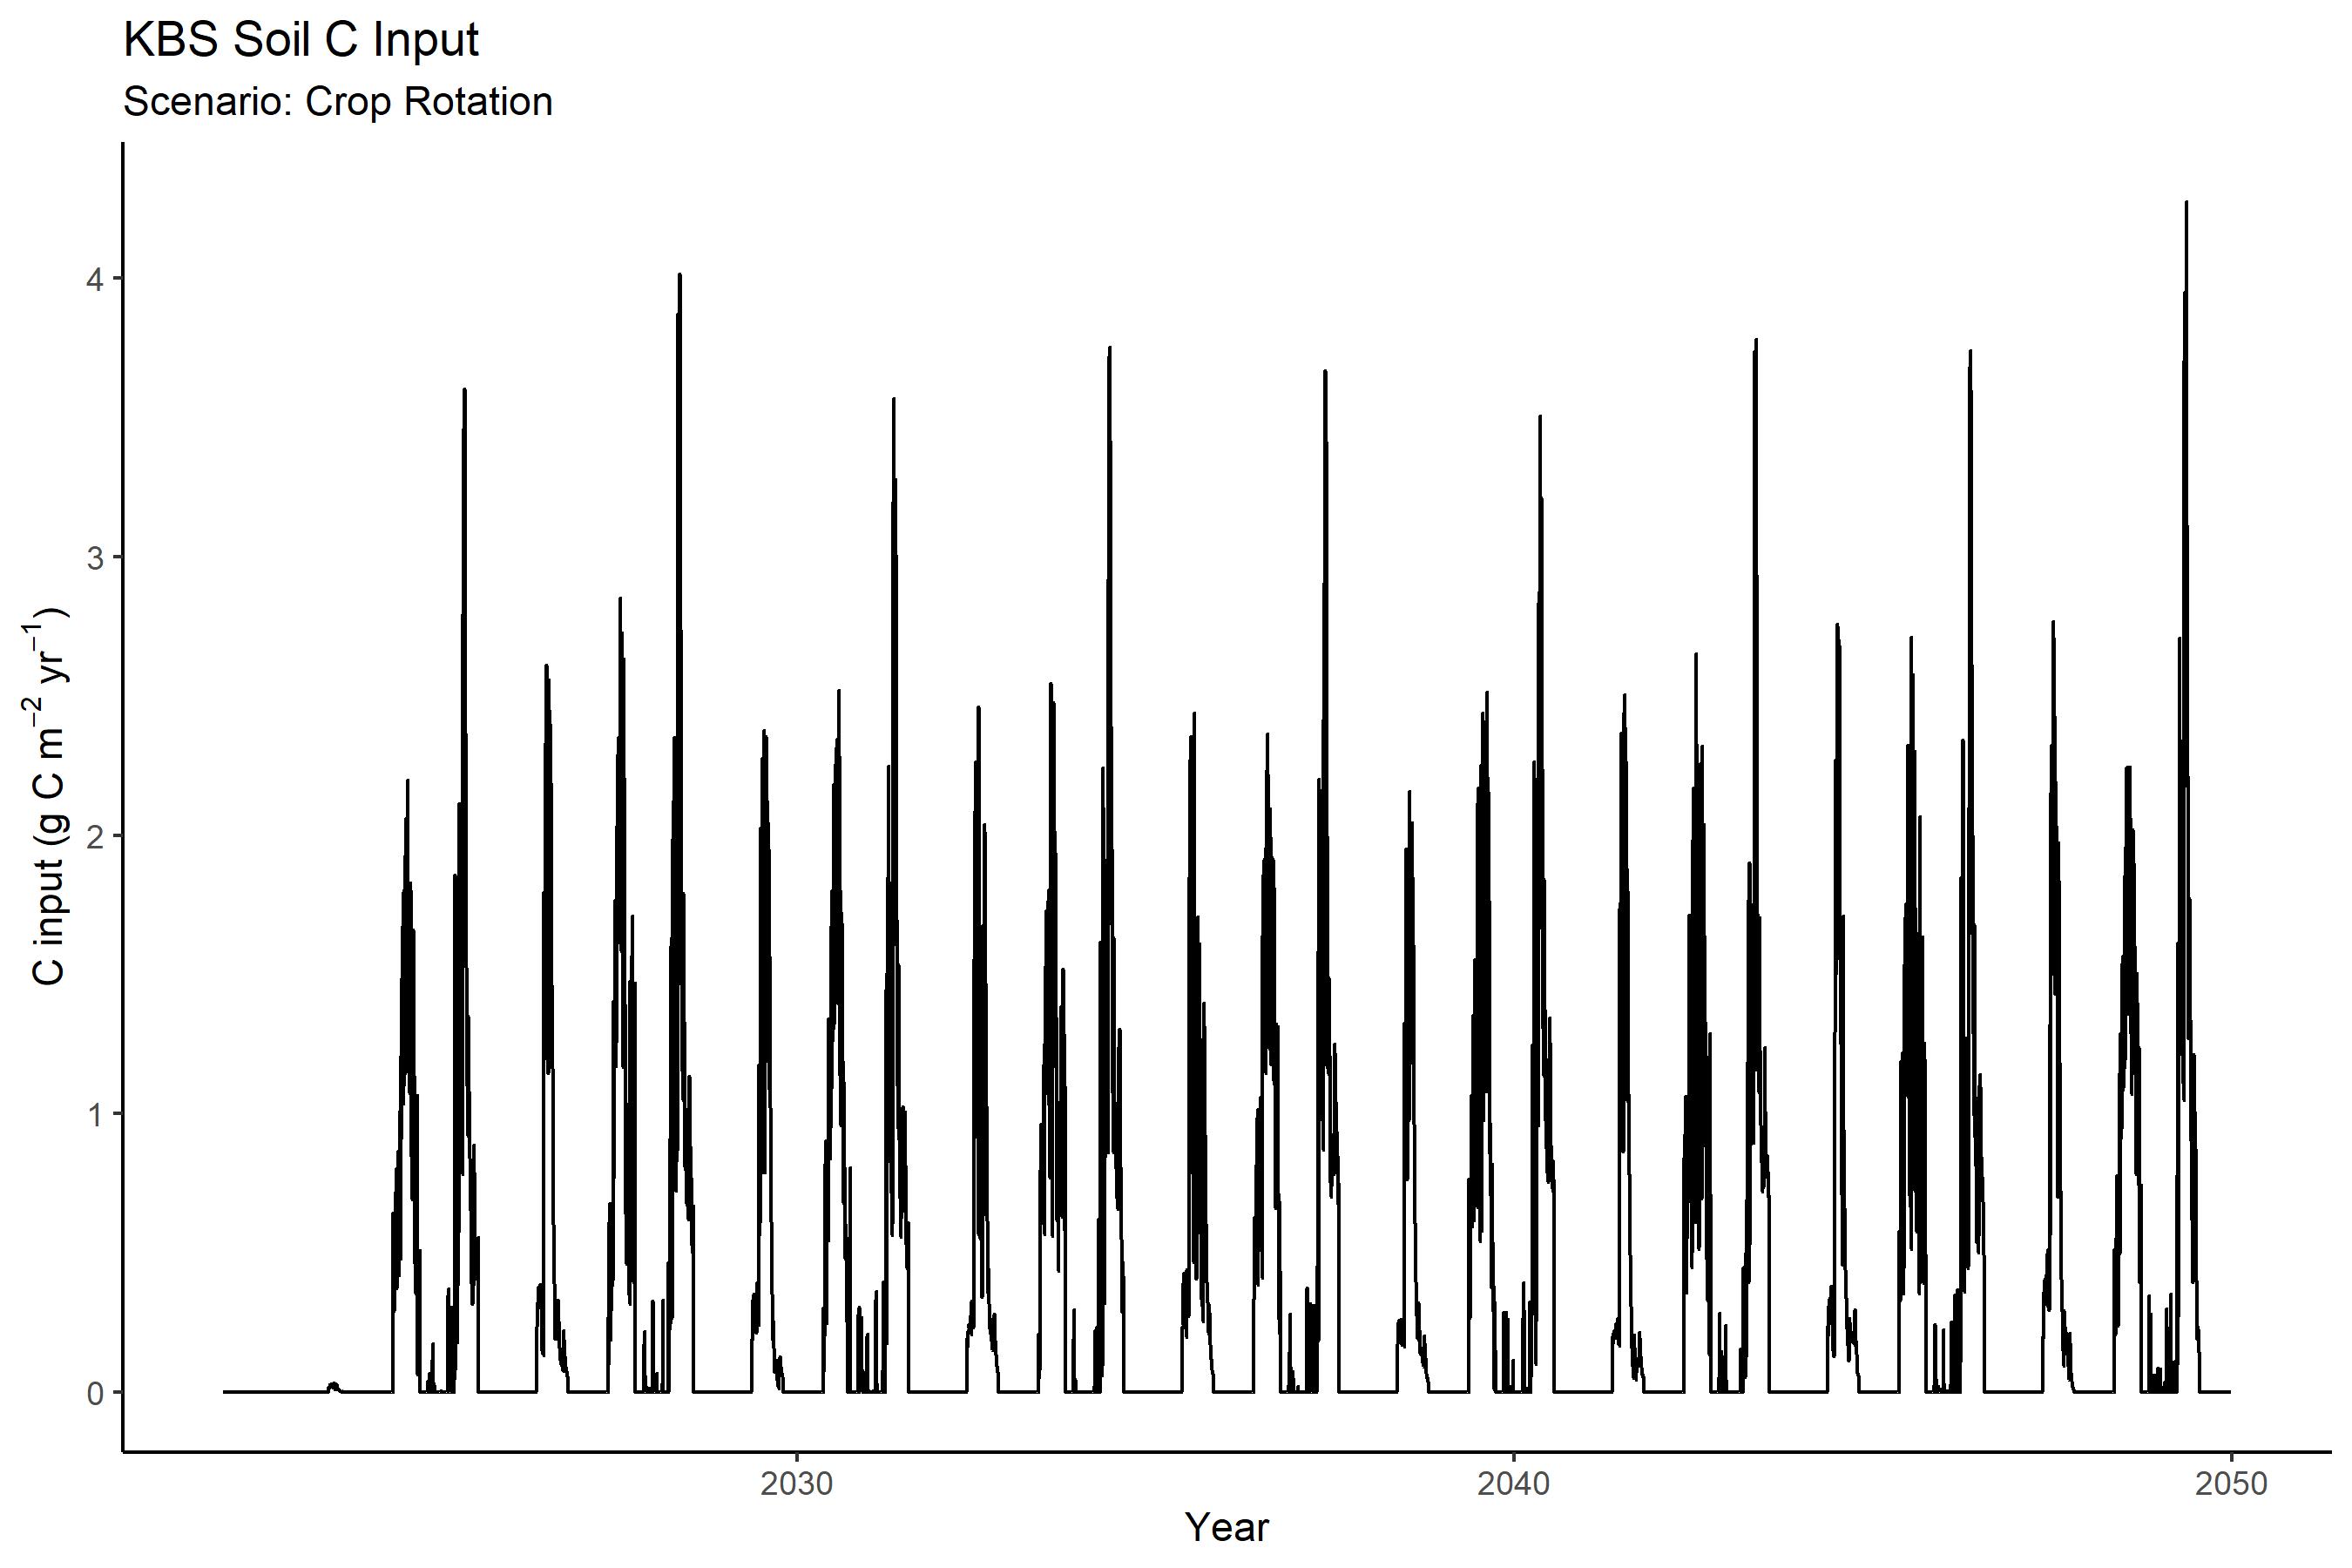 KBS Soil C Input
Scenario: Crop Rotation
C input (g C m⁻² yr⁻¹)
4
3
2
1
0
2030 2040 2050
Year